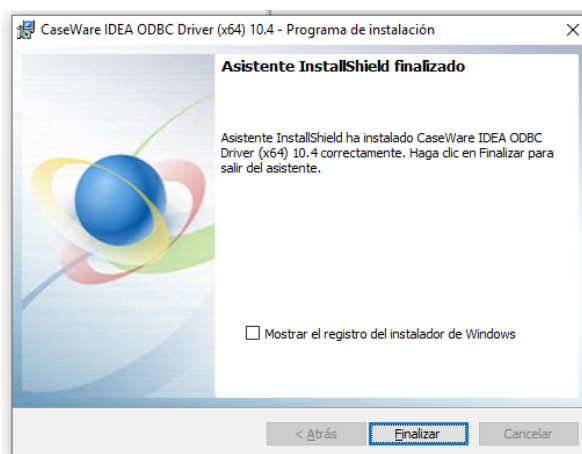 CaseWare IDEA ODBC Driver (x64) 10.4 - Programa de instalación
Asistente InstallShield finalizado
Asistente InstallShield ha instalado CaseWare IDEA ODBC
Driver (x64) 10.4 correctamente. Haga clic en Finalizar para
salir del asistente.
Mostrar el registro del instalador de Windows
< Atrás
Finalizar
Cancelar